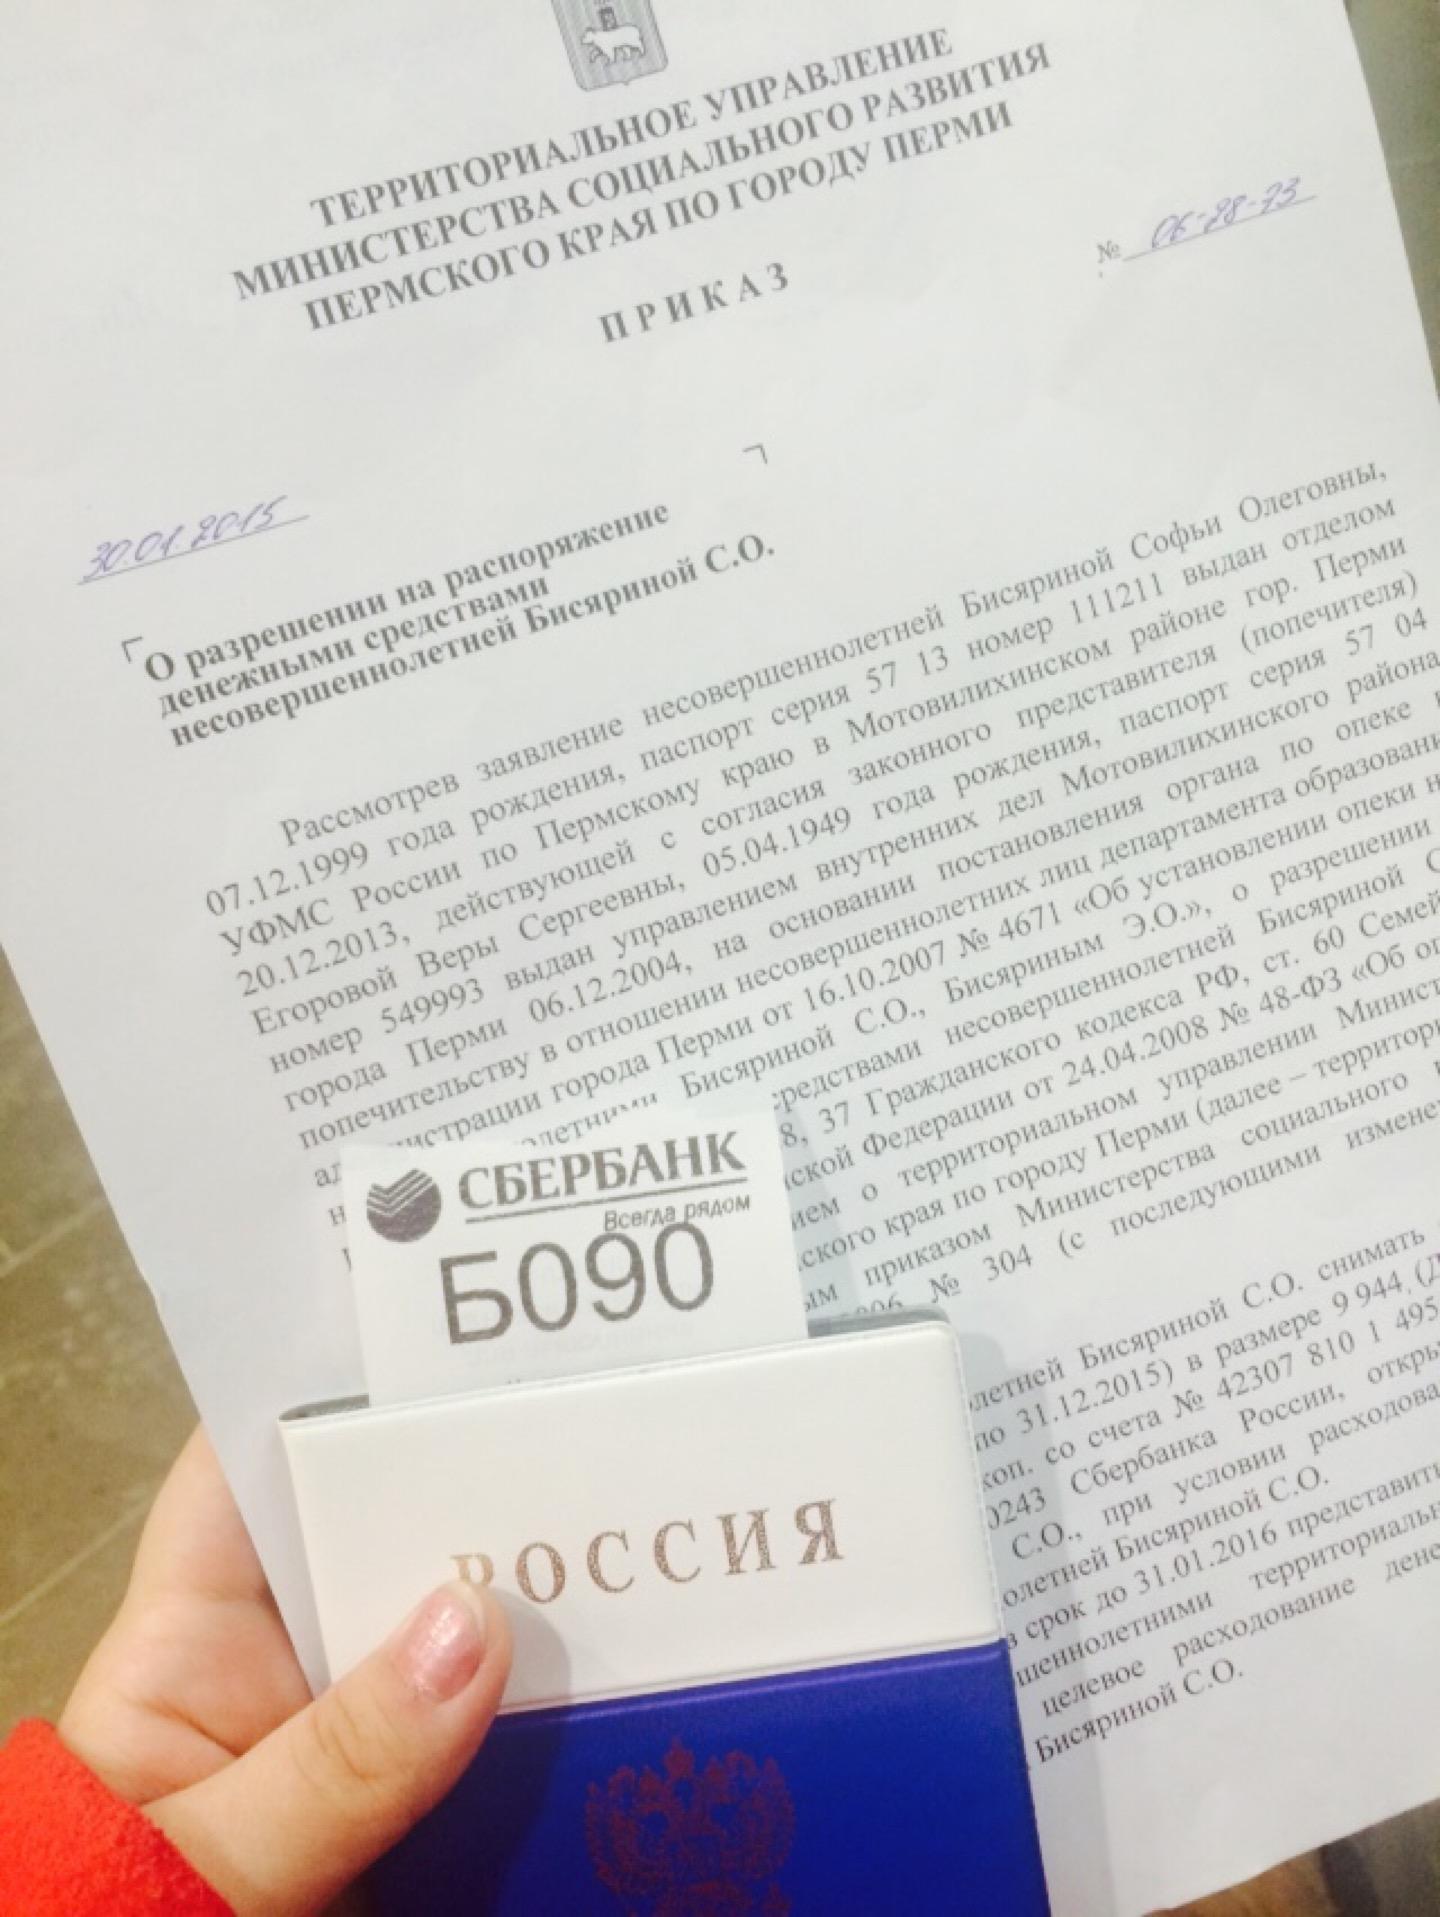 ТЕРРИТОРИАЛЬНОЕ УПРАВЛЕНИЕ
МИНИСТЕРСТВА СОЦИАЛЬНОГО РАЗВИТИЯ
ПЕРМСКОГО КРАЯ ПО ГОРОДУ ПЕРМИ
ПРИКАЗ
№ 06-28-73
30.01.2015
О разрешении на распоряжение
денежными средствами
несовершеннолетней Бисяриной С.О.
Рассмотрев заявление несовершеннолетней Бисяриной Софьи Олеговны,
07.12.1999 года рождения, паспорт серия 57 13 номер 111211 выдан отделом
УФМС России по Пермскому краю в Мотовилихинском районе гор. Перми
20.12.2013, действующей с согласия законного представителя (попечителя)
Егоровой Веры Сергеевны, 05.04.1949 года рождения, паспорт серия 57 04
номер 549993 выдан управлением внутренних дел Мотовилихинского района
города Перми 06.12.2004, на основании постановления органа по опеке
попечительству в отношении несовершеннолетних лиц департамента образовани
администрации города Перми от 16.10.2007 № 4671 «Об установлении опеки н
олетними Бисяриной С.О., Бисяриным Э.О.», о разрешении
средствами несовершеннолетней Бисяриной С
8, 37 Гражданского кодекса РФ, ст. 60 Семей
ской Федерации от 24.04.2008 № 48-ФЗ «Об оп
ием о территориальном управлении Минист
ского края по городу Перми (далее – территори
ым приказом Министерства социального
006 № 304 (с последующими измене
летней Бисяриной С.О. снимать
по 31.12.2015) в размере 9 944, (Д
коп. со счета № 42307 810 1 495
0243 Сбербанка России, откры
С.О., при условии расходова
олетней Бисяриной С.О.
в срок до 31.01.2016 представить
шеннолетними территориальн
целевое расходование дене
Бисяриной С.О.
СБЕРБАНК
Всегда рядом
Б090
РОССИЯ